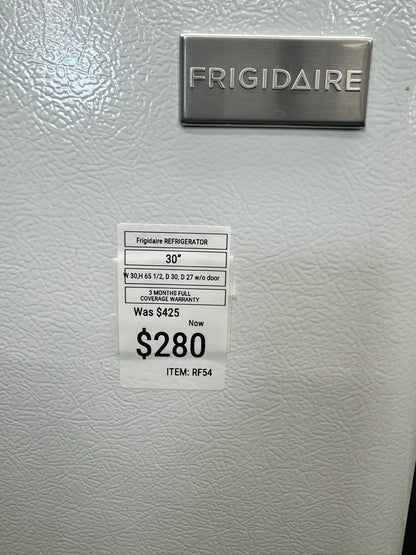 FRIGIDAIRE
Frigidaire REFRIGERATOR
30"
W 30,H 65 1/2, D 30, D 27 w/o door
3 MONTHS FULL
COVERAGE WARRANTY
Was $425
Now
$280
ITEM: RF54